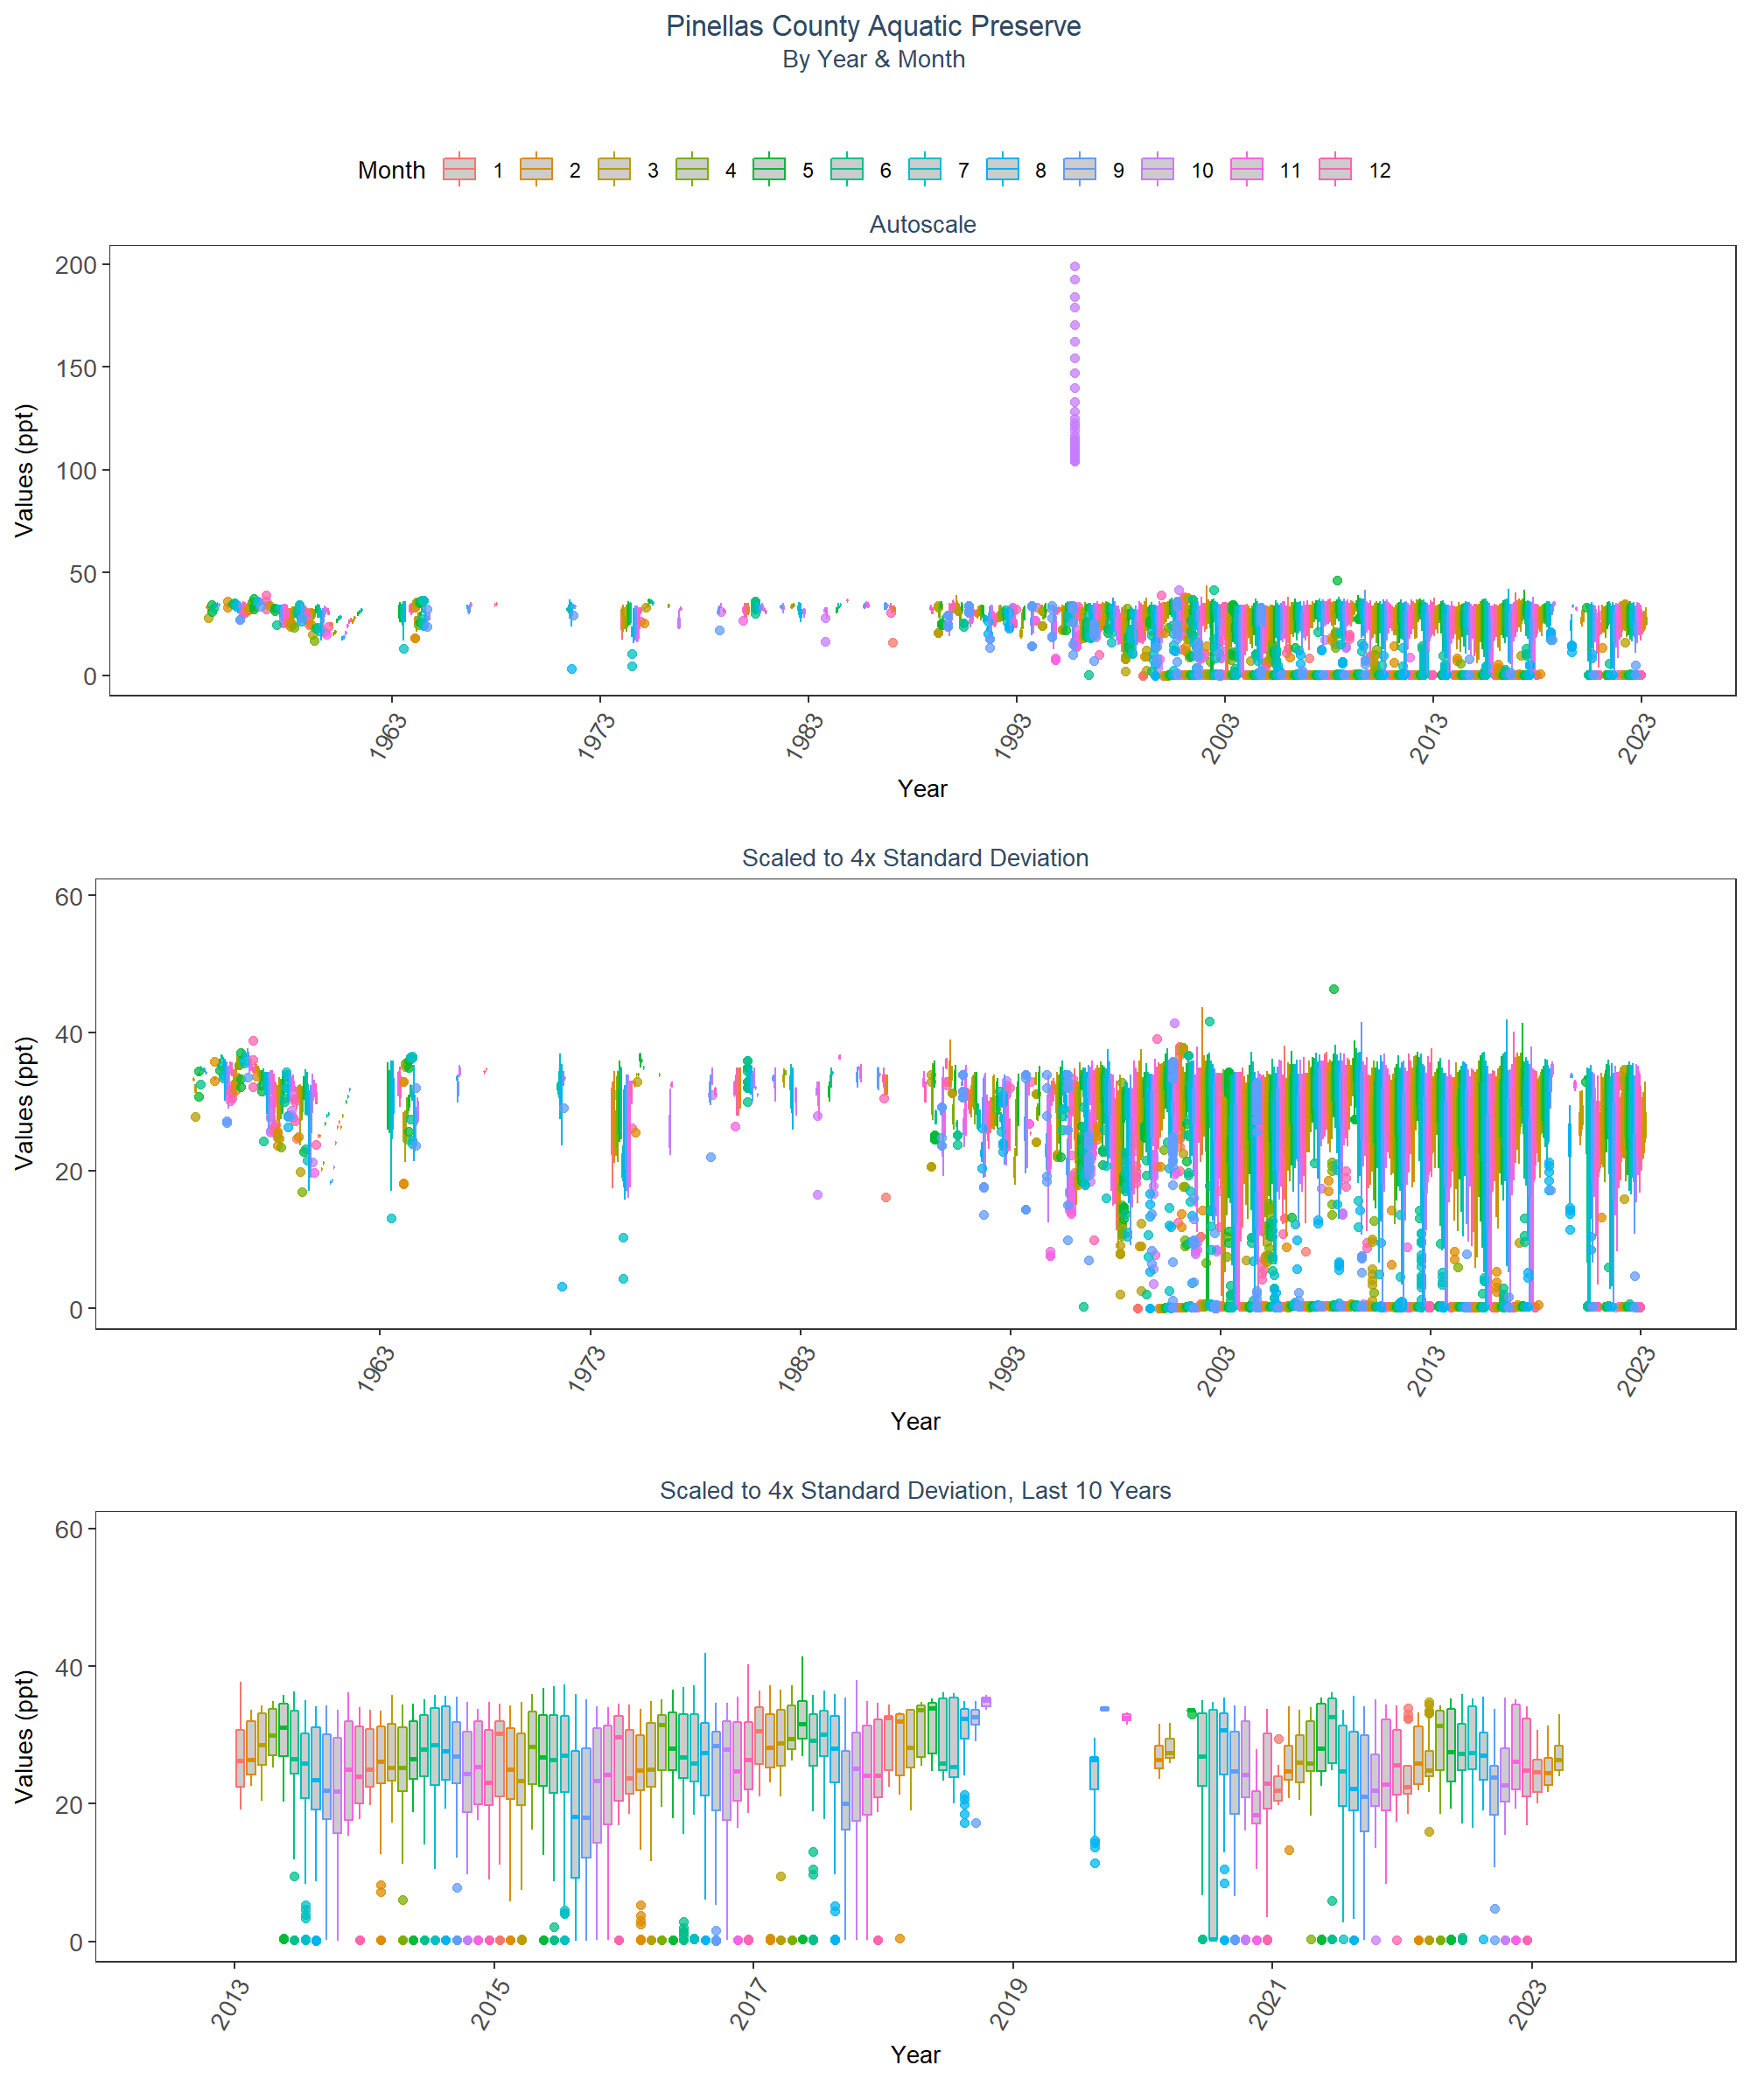 Pinellas County Aquatic Preserve
By Year & Month
Month 1 2 3 4 5 6 7 8 9 10 11 12
Autoscale
200
150
100
50
0
Values (ppt)
1963 1973 1983 1993 2003 2013 2023
Year
Scaled to 4x Standard Deviation
60
40
20
0
Values (ppt)
1963 1973 1983 1993 2003 2013 2023
Year
Scaled to 4x Standard Deviation, Last 10 Years
60
40
20
0
Values (ppt)
2013 2015 2017 2019 2021 2023
Year